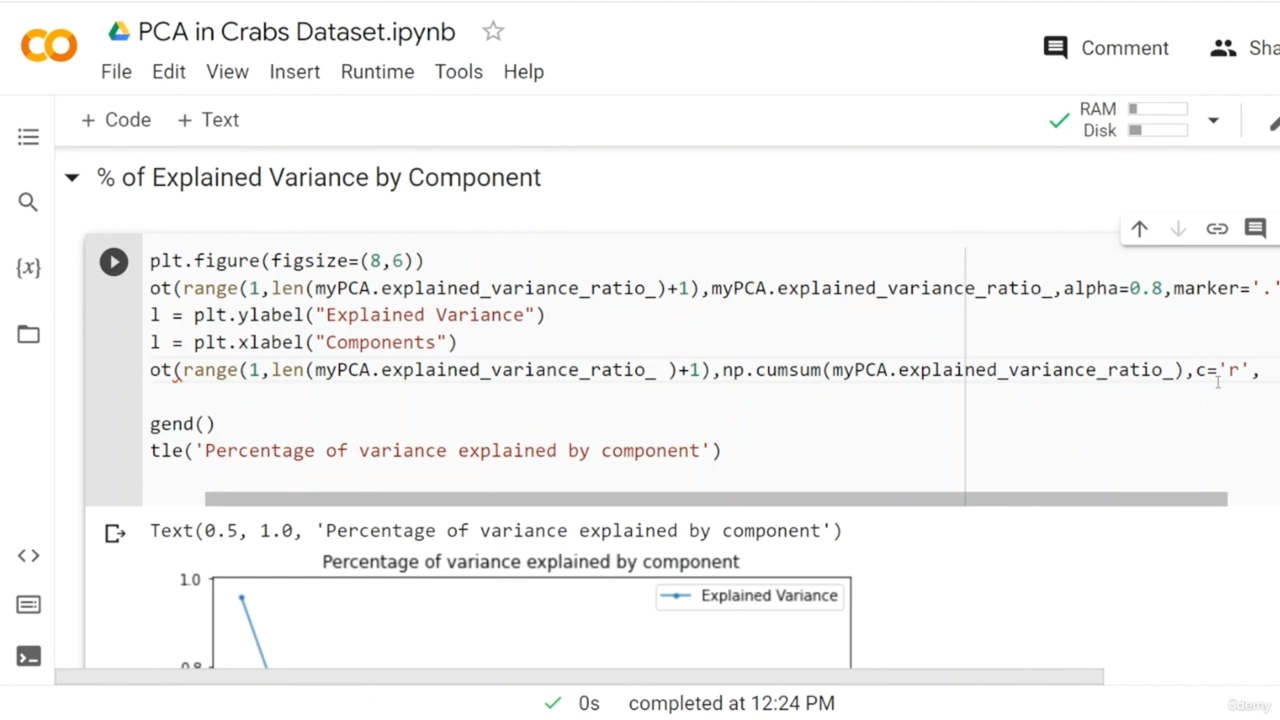 PCA in Crabs Dataset.ipynb
Comment
Sha
File Edit View Insert Runtime Tools Help
+ Code + Text
RAM
Disk
% of Explained Variance by Component
plt.figure(figsize=(8,6))
ot(range(1,len(myPCA.explained_variance_ratio_)+1),myPCA.explained_variance_ratio_,alpha=0.8,marker='.'
l = plt.ylabel("Explained Variance")
l = plt.xlabel("Components")
ot(range(1,len(myPCA.explained_variance_ratio_ )+1),np.cumsum(myPCA.explained_variance_ratio_),c='r',
gend()
tle('Percentage of variance explained by component')
Text(0.5, 1.0, 'Percentage of variance explained by component')
Percentage of variance explained by component
1.0
Explained Variance
0.8
0s completed at 12:24 PM
ûdemy